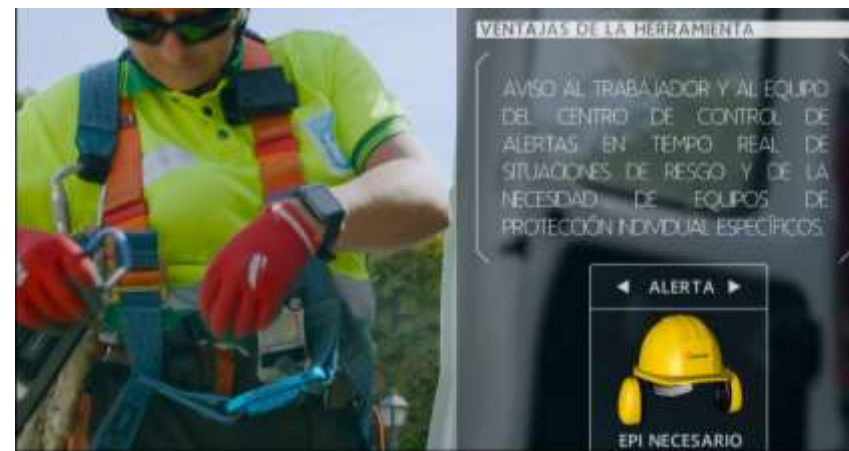 VENTAJAS DE LA HERRAMIENTA
AVISO AL TRABAJADOR Y AL EQUIPO
DEL CENTRO DE CONTROL DE
ALERTAS EN TIEMPO REAL DE
SITUACIONES DE RIESGO Y DE LA
NECESIDAD DE EQUIPOS DE
PROTECCIÓN INDIVIDUAL ESPECÍFICOS.
◄ ALERTA ►
EPI NECESARIO